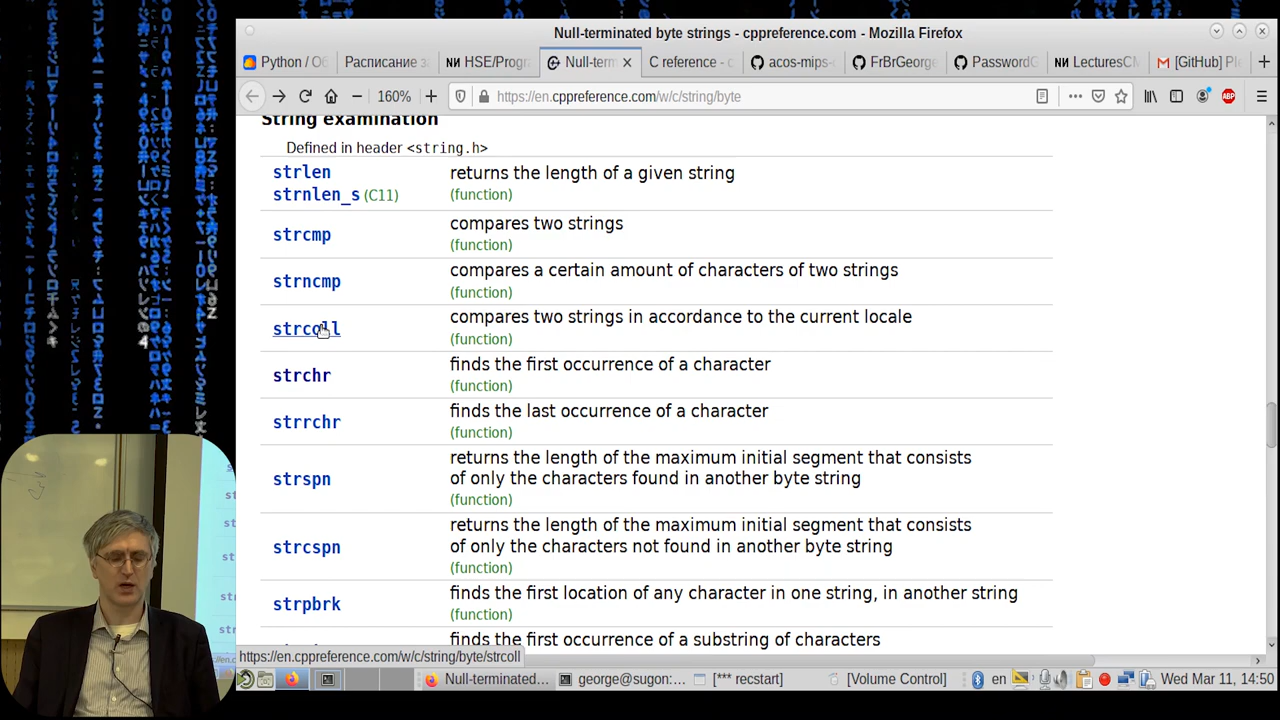 Null-terminated byte strings - cppreference.com - Mozilla Firefox
Python / Об
Расписание за
HSE/Progr
Null-term
C reference - c
acos-mips-
FrBrGeorge
PasswordG
LecturesCM
[GitHub] Ple
160%
https://en.cppreference.com/w/c/string/byte
ABP
String examination
Defined in header <string.h>
strlen
strnlen_s (C11)
returns the length of a given string
(function)
strcmp
compares two strings
(function)
strncmp
compares a certain amount of characters of two strings
(function)
strcoll
compares two strings in accordance to the current locale
(function)
strchr
finds the first occurrence of a character
(function)
strrchr
finds the last occurrence of a character
(function)
strspn
returns the length of the maximum initial segment that consists
of only the characters found in another byte string
(function)
strcspn
returns the length of the maximum initial segment that consists
of only the characters not found in another byte string
(function)
strpbrk
finds the first location of any character in one string, in another string
(function)
finds the first occurrence of a substring of characters
https://en.cppreference.com/w/c/string/byte/strcoll
Null-terminated...
george@sugon:...
[*** recstart]
[Volume Control]
en
Wed Mar 11, 14:50